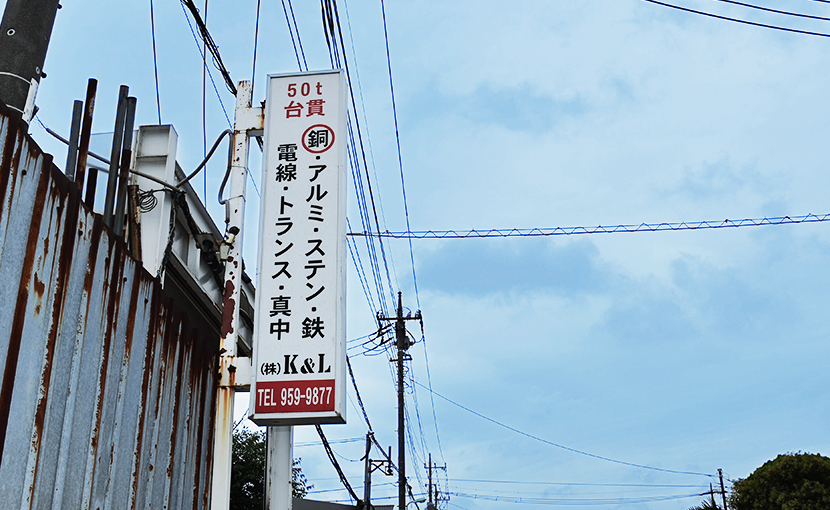 50t
台貫
銅・アルミ・ステン・鉄
電線・トランス・真中
(株)K&L
TEL 959-9877